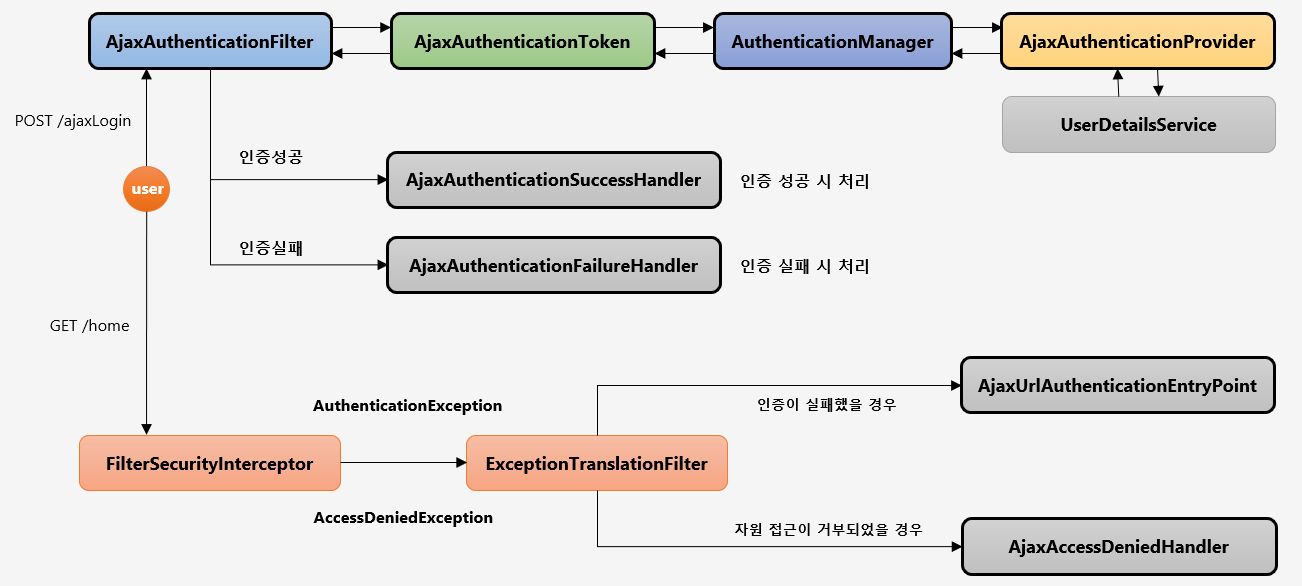 AjaxAuthenticationFilter
AjaxAuthenticationToken
AuthenticationManager
AjaxAuthenticationProvider
POST /ajaxLogin
UserDetailsService
인증성공
AjaxAuthenticationSuccessHandler
인증 성공 시 처리
user
인증실패
AjaxAuthenticationFailureHandler
인증 실패 시 처리
GET /home
AjaxUrlAuthenticationEntryPoint
AuthenticationException
인증이 실패했을 경우
FilterSecurityInterceptor
ExceptionTranslationFilter
AccessDeniedException
자원 접근이 거부되었을 경우
AjaxAccessDeniedHandler